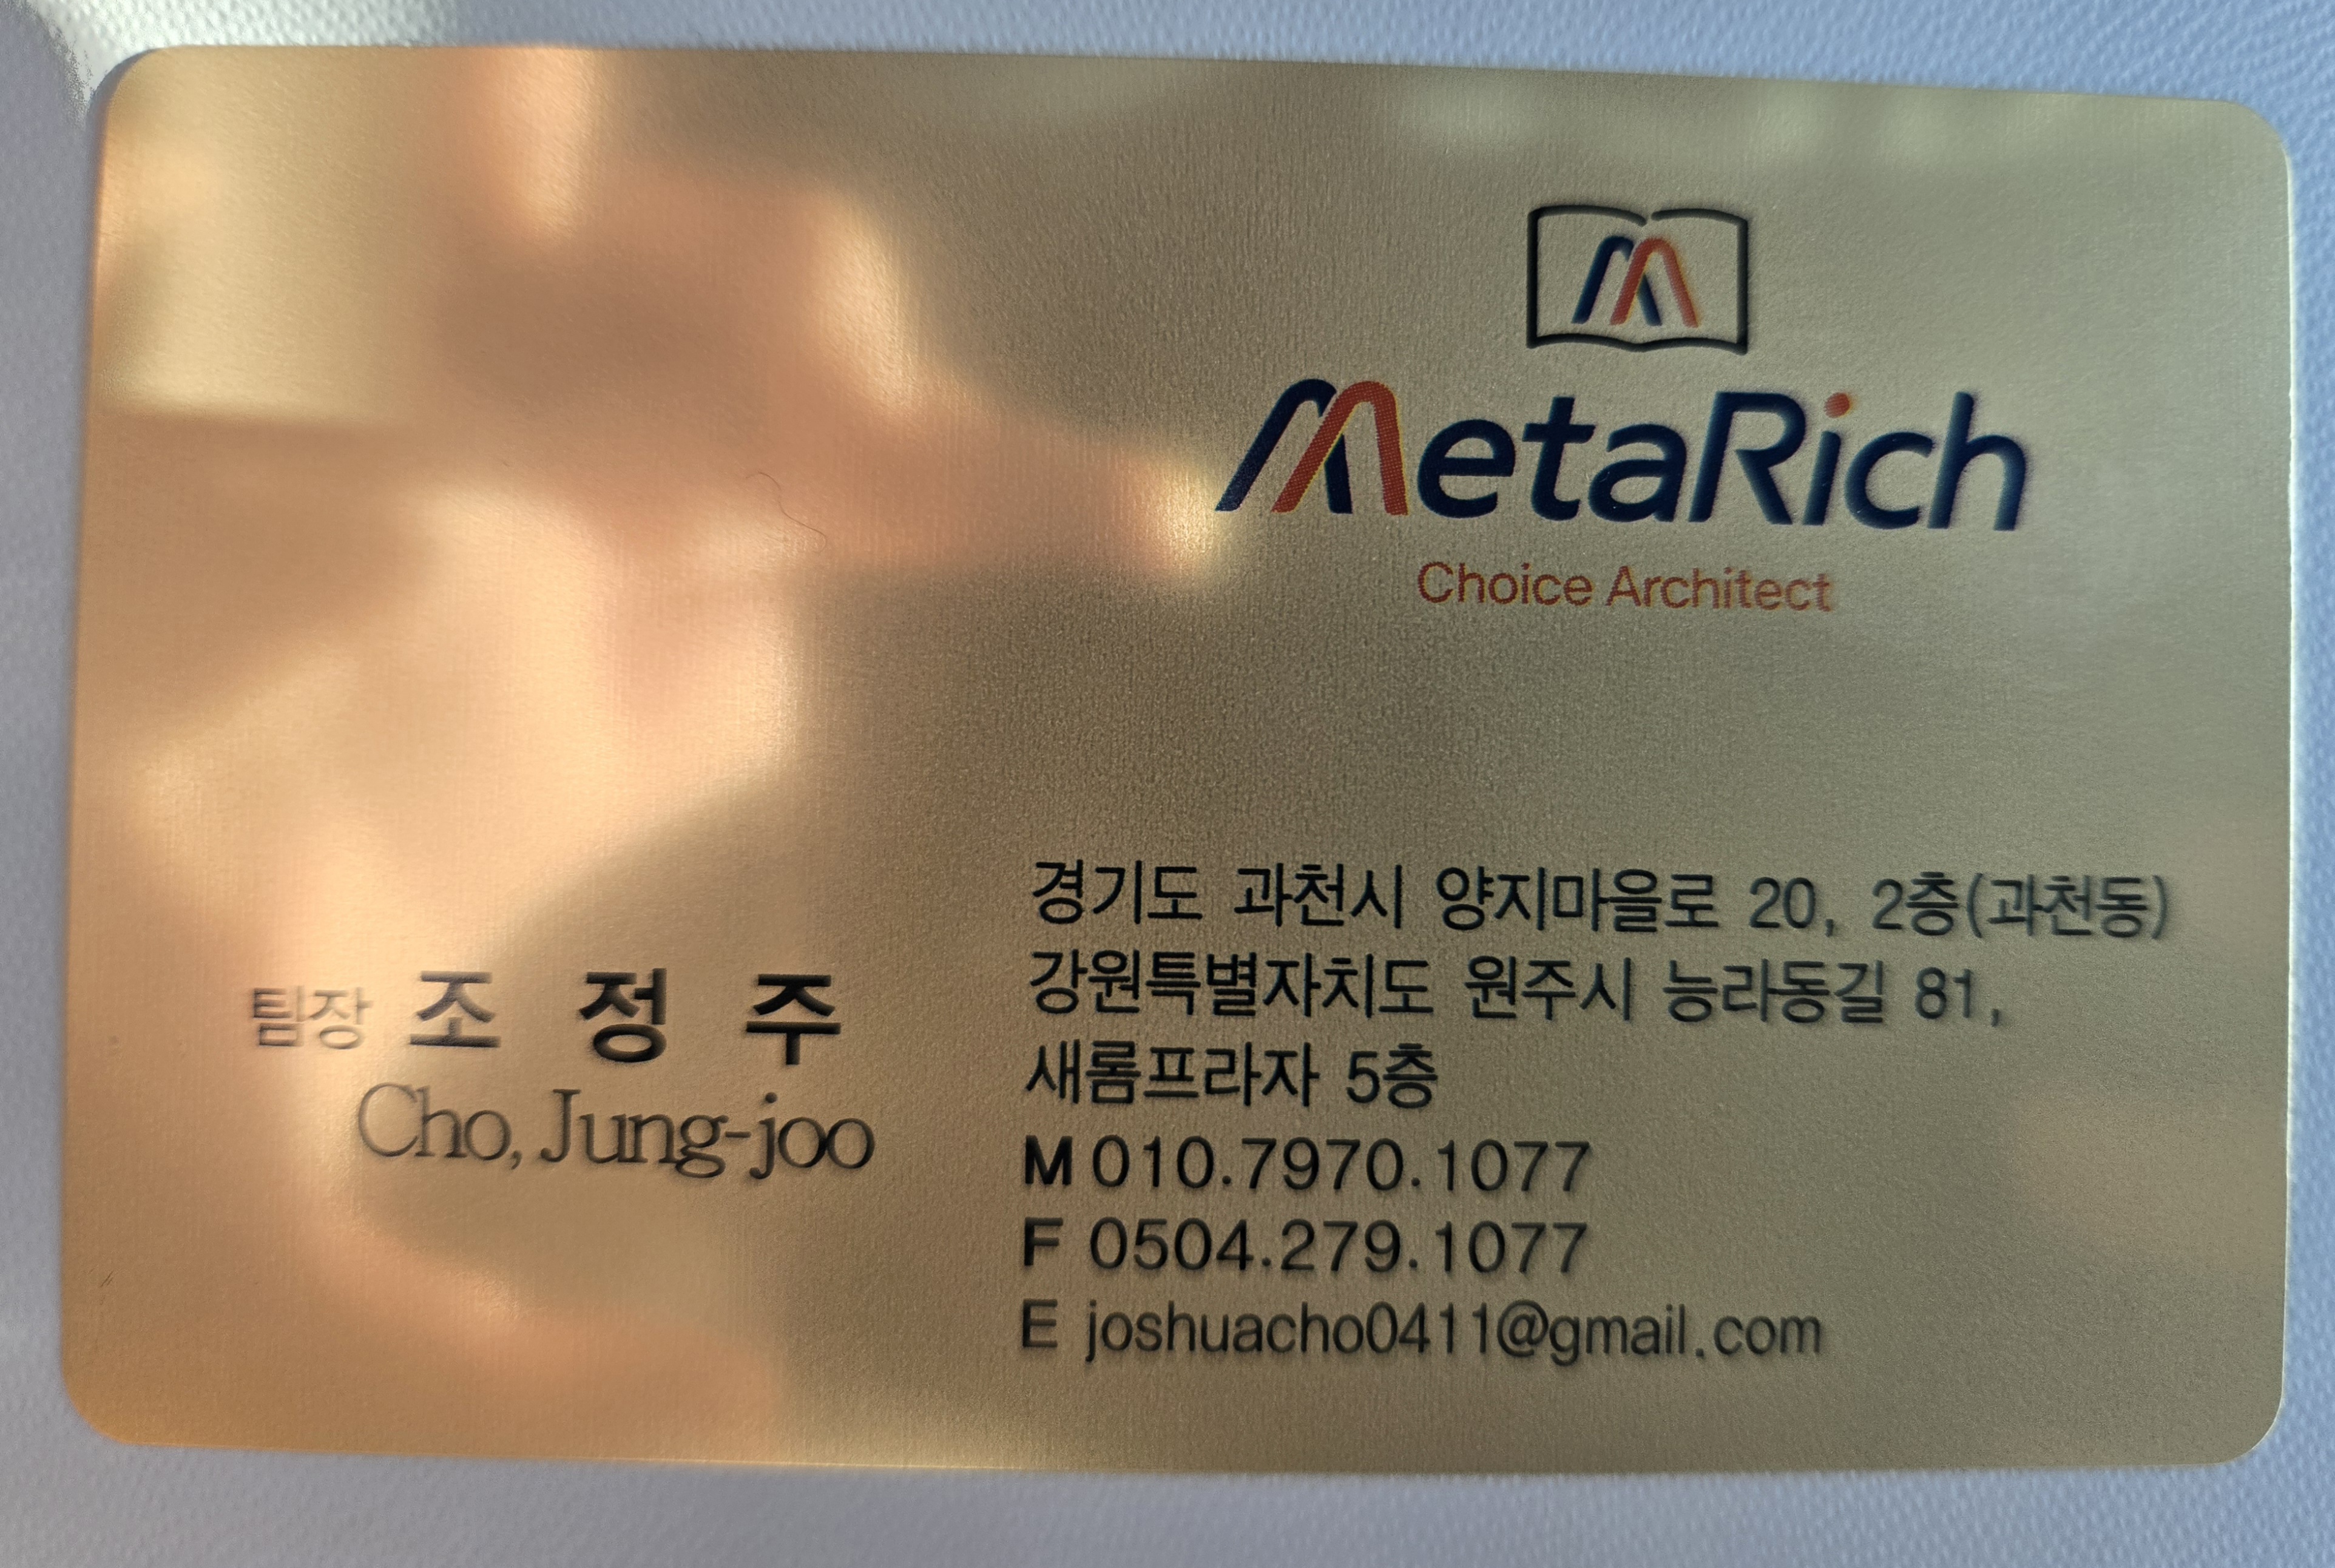 M
MetaRich
Choice Architect
팀장 조 정 주
Cho, Jung-joo
경기도 과천시 양지마을로 20, 2층(과천동)
강원특별자치도 원주시 능라동길 81,
새롬프라자 5층
M 010.7970.1077
F 0504.279.1077
E joshuacho0411@gmail.com